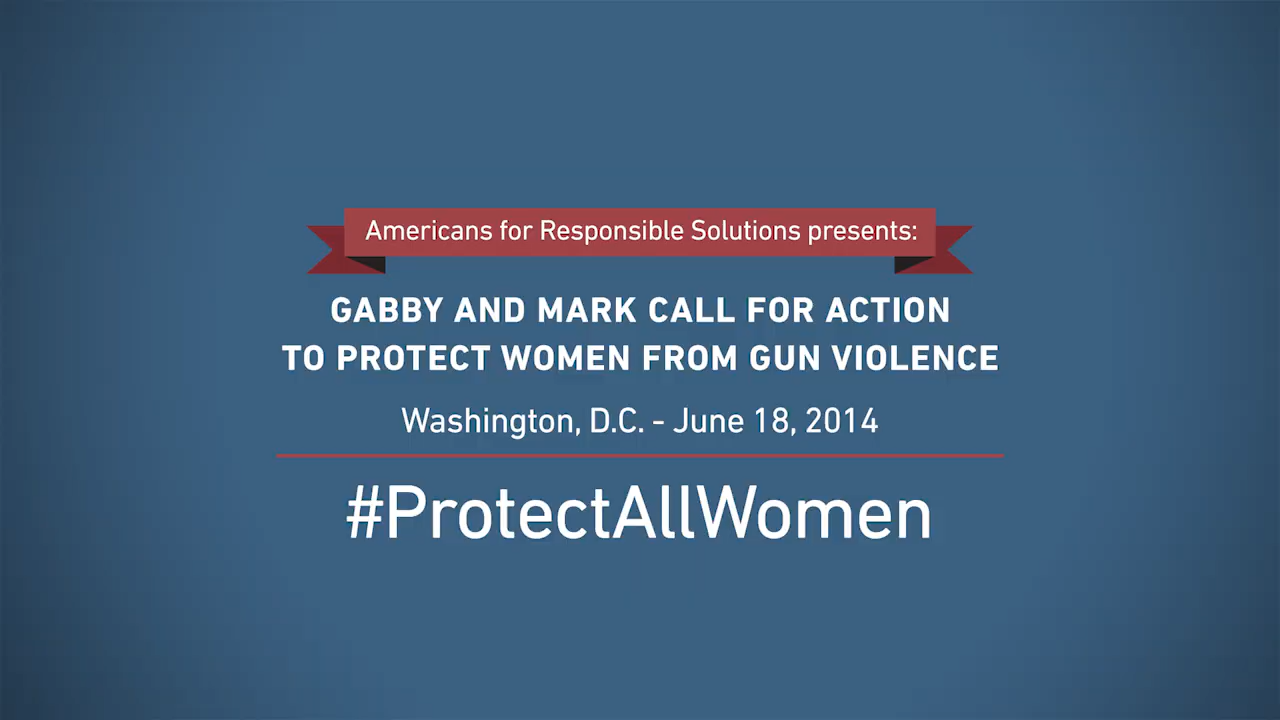 Americans for Responsible Solutions presents:
GABBY AND MARK CALL FOR ACTION
TO PROTECT WOMEN FROM GUN VIOLENCE
Washington, D.C. - June 18, 2014
#ProtectAllWomen